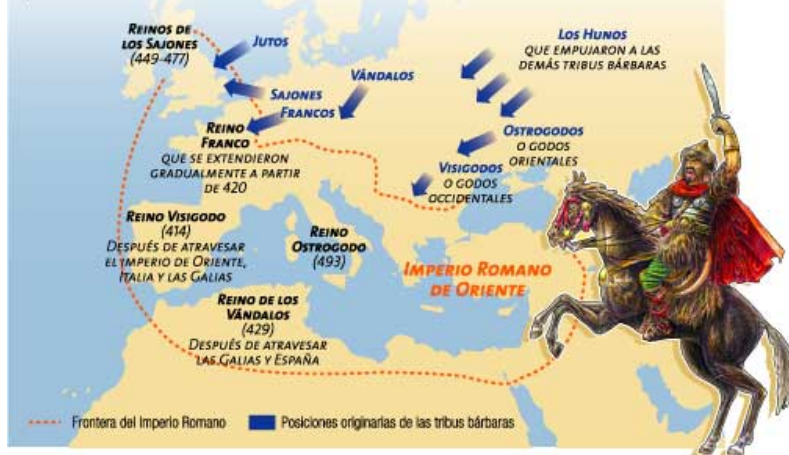 REINOS DE
LOS SAJONES
(449-477)
JUTOS
LOS HUNOS
QUE EMPUJARON A LAS
DEMÁS TRIBUS BÁRBARAS
VÁNDALOS
SAJONES
FRANCOS
REINO
FRANCO
QUE SE EXTENDIERON
GRADUALMENTE A PARTIR
DE 420
OSTROGODOS
O GODOS
ORIENTALES
VISIGODOS
O GODOS
OCCIDENTALES
REINO VISIGODO
(414)
DESPUÉS DE ATRAVESAR
EL IMPERIO DE ORIENTE,
ITALIA Y LAS GALIAS
REINO
OSTROGODO
(493)
IMPERIO ROMANO
DE ORIENTE
REINO DE LOS
VÁNDALOS
(429)
DESPUÉS DE ATRAVESAR
LAS GALIAS Y ESPAÑA
Frontera del Imperio Romano
Posiciones originarias de las tribus bárbaras